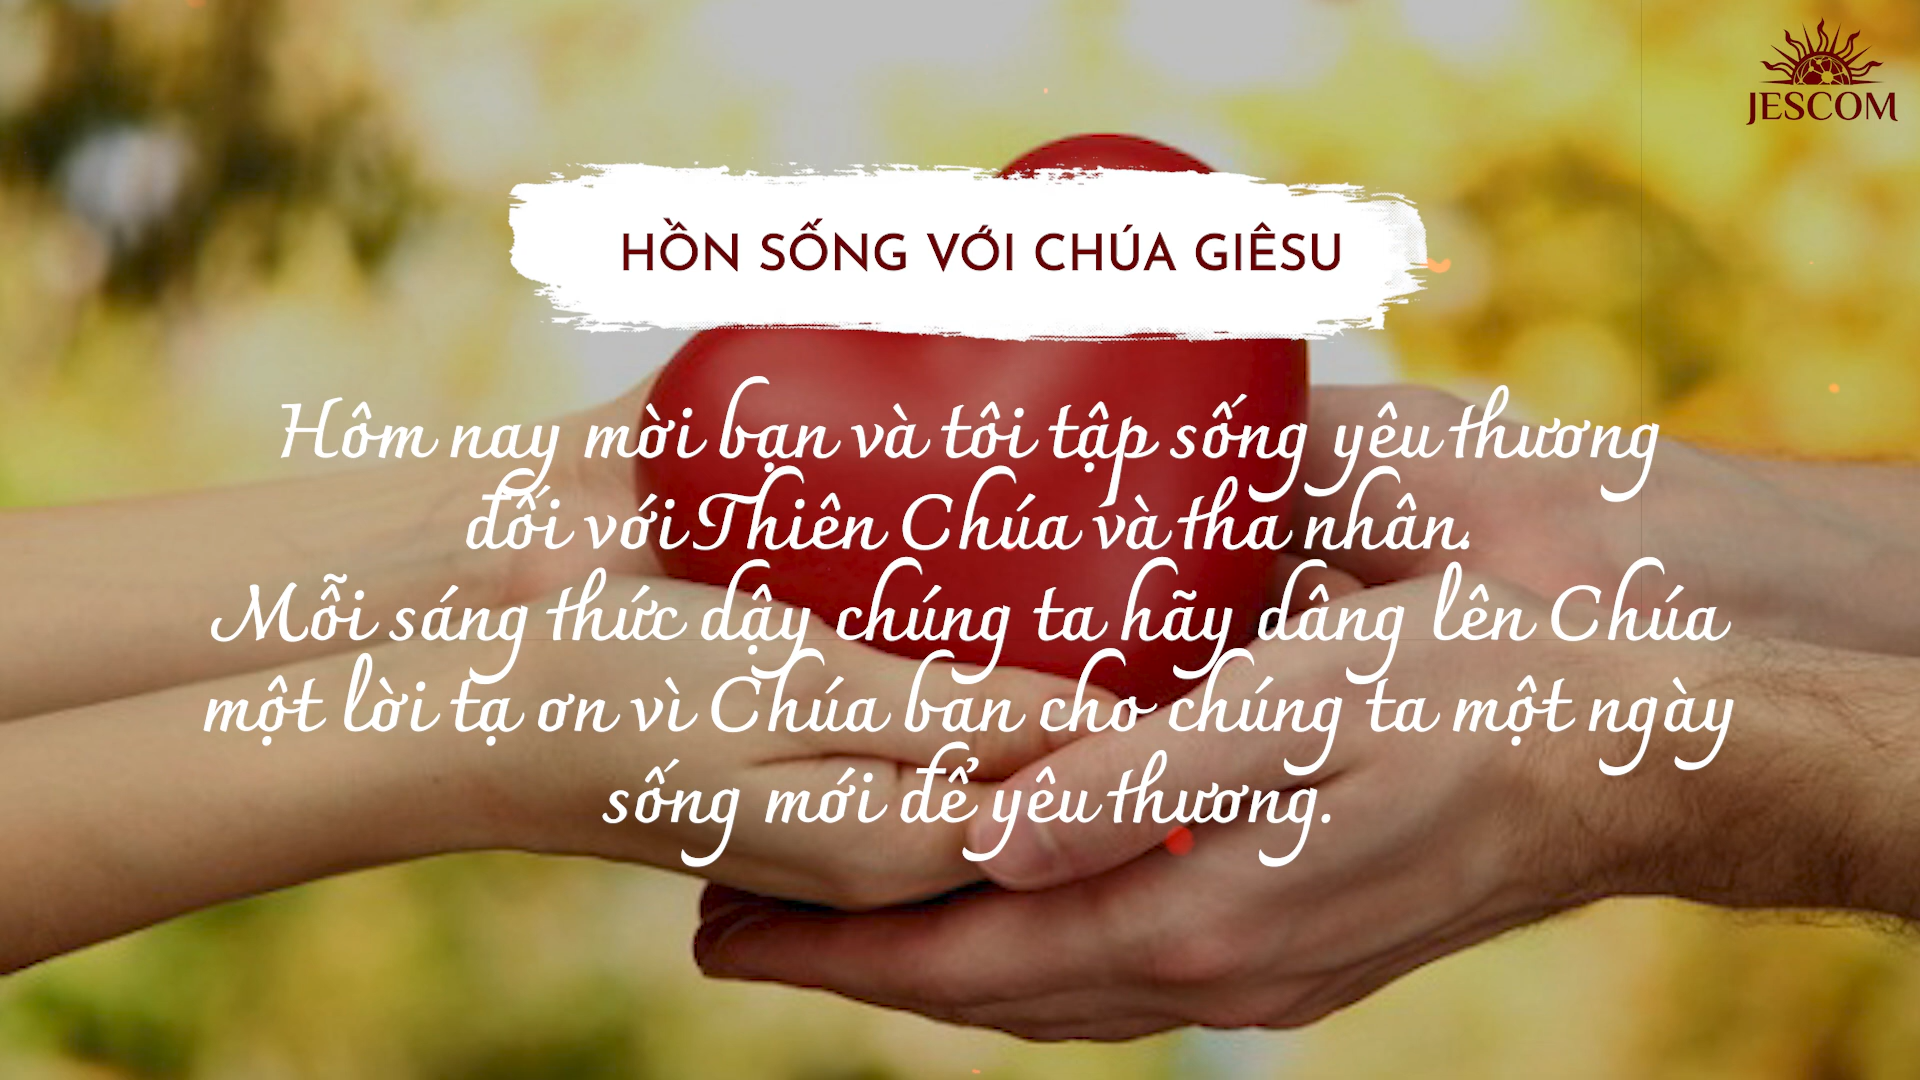 JESCOM
HỒN SỐNG VỚI CHÚA GIÊSU
Hôm nay mời bạn và tôi tập sống yêu thương
đối với Thiên Chúa và tha nhân.
Mỗi sáng thức dậy chúng ta hãy dâng lên Chúa
một lời tạ ơn vì Chúa ban cho chúng ta một ngày
sống mới để yêu thương.